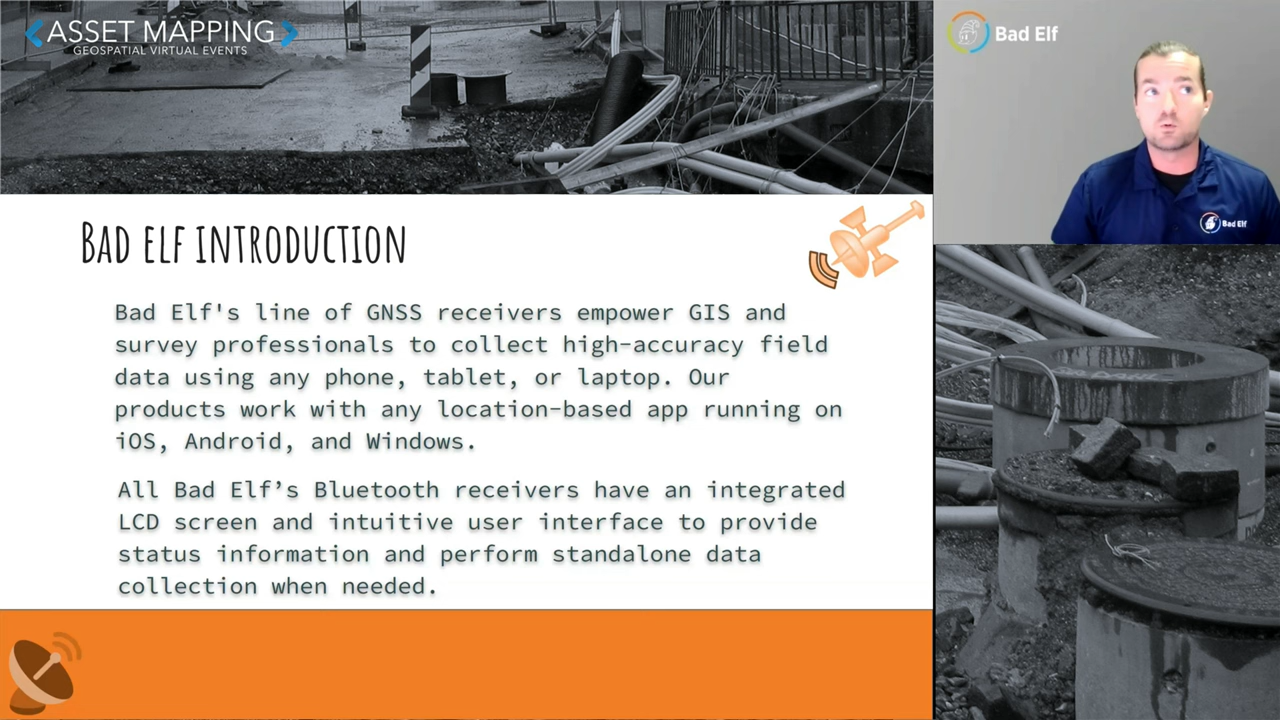 ASSET MAPPING
GEOSPATIAL VIRTUAL EVENTS
Bad Elf
Bad Elf
BAD ELF INTRODUCTION
Bad Elf's line of GNSS receivers empower GIS and
survey professionals to collect high-accuracy field
data using any phone, tablet, or laptop. Our
products work with any location-based app running on
iOS, Android, and Windows.
All Bad Elf’s Bluetooth receivers have an integrated
LCD screen and intuitive user interface to provide
status information and perform standalone data
collection when needed.